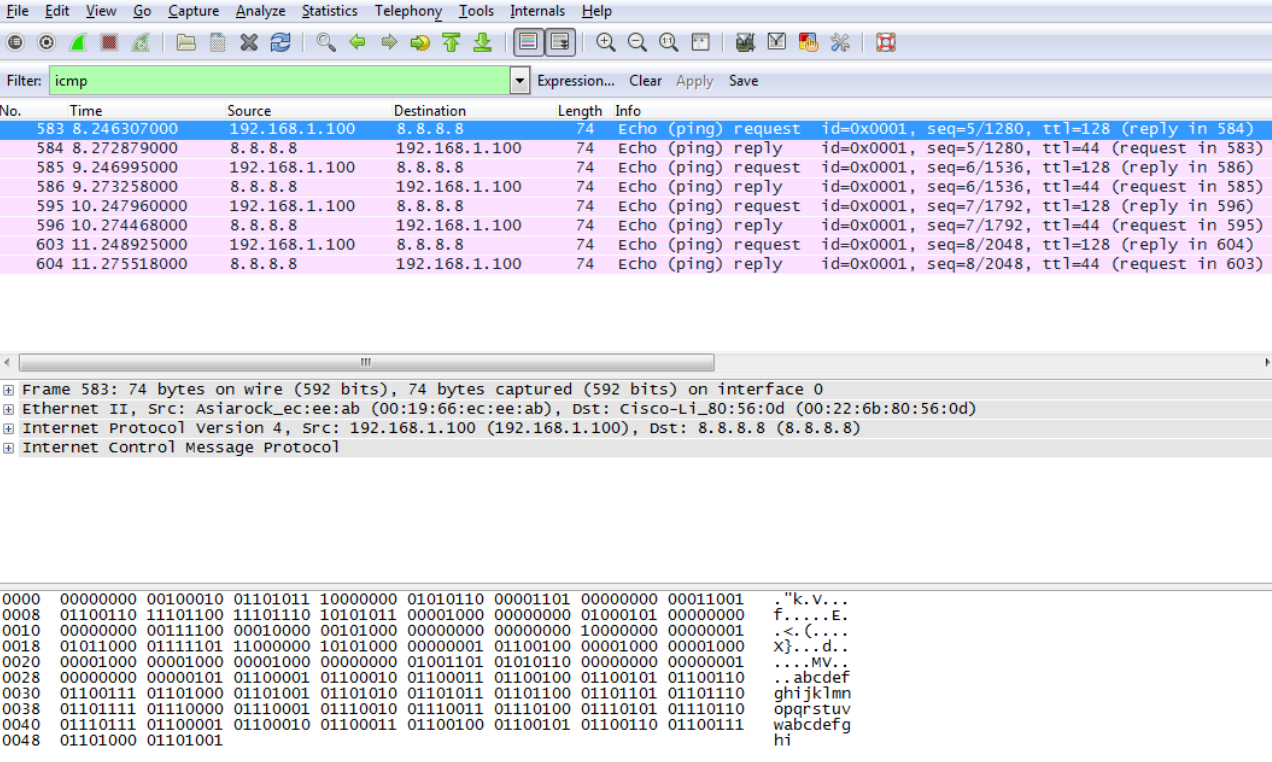 File Edit View Go Capture Analyze Statistics Telephony Tools Internals Help
Filter: icmp Expression... Clear Apply Save
No. Time Source Destination Length Info
583 8.246307000 192.168.1.100 8.8.8.8 74 Echo (ping) request id=0x0001, seq=5/1280, ttl=128 (reply in 584)
584 8.272879000 8.8.8.8 192.168.1.100 74 Echo (ping) reply id=0x0001, seq=5/1280, ttl=44 (request in 583)
585 9.246995000 192.168.1.100 8.8.8.8 74 Echo (ping) request id=0x0001, seq=6/1536, ttl=128 (reply in 586)
586 9.273258000 8.8.8.8 192.168.1.100 74 Echo (ping) reply id=0x0001, seq=6/1536, ttl=44 (request in 585)
595 10.247960000 192.168.1.100 8.8.8.8 74 Echo (ping) request id=0x0001, seq=7/1792, ttl=128 (reply in 596)
596 10.274468000 8.8.8.8 192.168.1.100 74 Echo (ping) reply id=0x0001, seq=7/1792, ttl=44 (request in 595)
603 11.248925000 192.168.1.100 8.8.8.8 74 Echo (ping) request id=0x0001, seq=8/2048, ttl=128 (reply in 604)
604 11.275518000 8.8.8.8 192.168.1.100 74 Echo (ping) reply id=0x0001, seq=8/2048, ttl=44 (request in 603)
Frame 583: 74 bytes on wire (592 bits), 74 bytes captured (592 bits) on interface 0
Ethernet II, Src: Asiarock_ec:ee:ab (00:19:66:ec:ee:ab), Dst: Cisco-Li_80:56:0d (00:22:6b:80:56:0d)
Internet Protocol Version 4, Src: 192.168.1.100 (192.168.1.100), Dst: 8.8.8.8 (8.8.8.8)
Internet Control Message Protocol
0000 00000000 00100010 01101011 10000000 01010110 00001101 00000000 00011001 ."k.V...
0008 01100110 11101100 11101110 10101011 00001000 00000000 01000101 00000000 f.....E.
0010 00000000 00111100 00010000 00101000 00000000 00000000 10000000 00000001 .<.(....
0018 01011000 01111101 11000000 10101000 00000001 01100100 00001000 00001000 X}...d..
0020 00001000 00001000 00001000 00000000 01001101 01010110 00000000 00000001 ....MV..
0028 00000000 00000101 01100001 01100010 01100011 01100100 01100101 01100110 ..abcdef
0030 01100111 01101000 01101001 01101010 01101011 01101100 01101101 01101110 ghijklmn
0038 01101111 01110000 01110001 01110010 01110011 01110100 01110101 01110110 opqrstuv
0040 01110111 01100001 01100010 01100011 01100100 01100101 01100110 01100111 wabcdefg
0048 01101000 01101001 hi